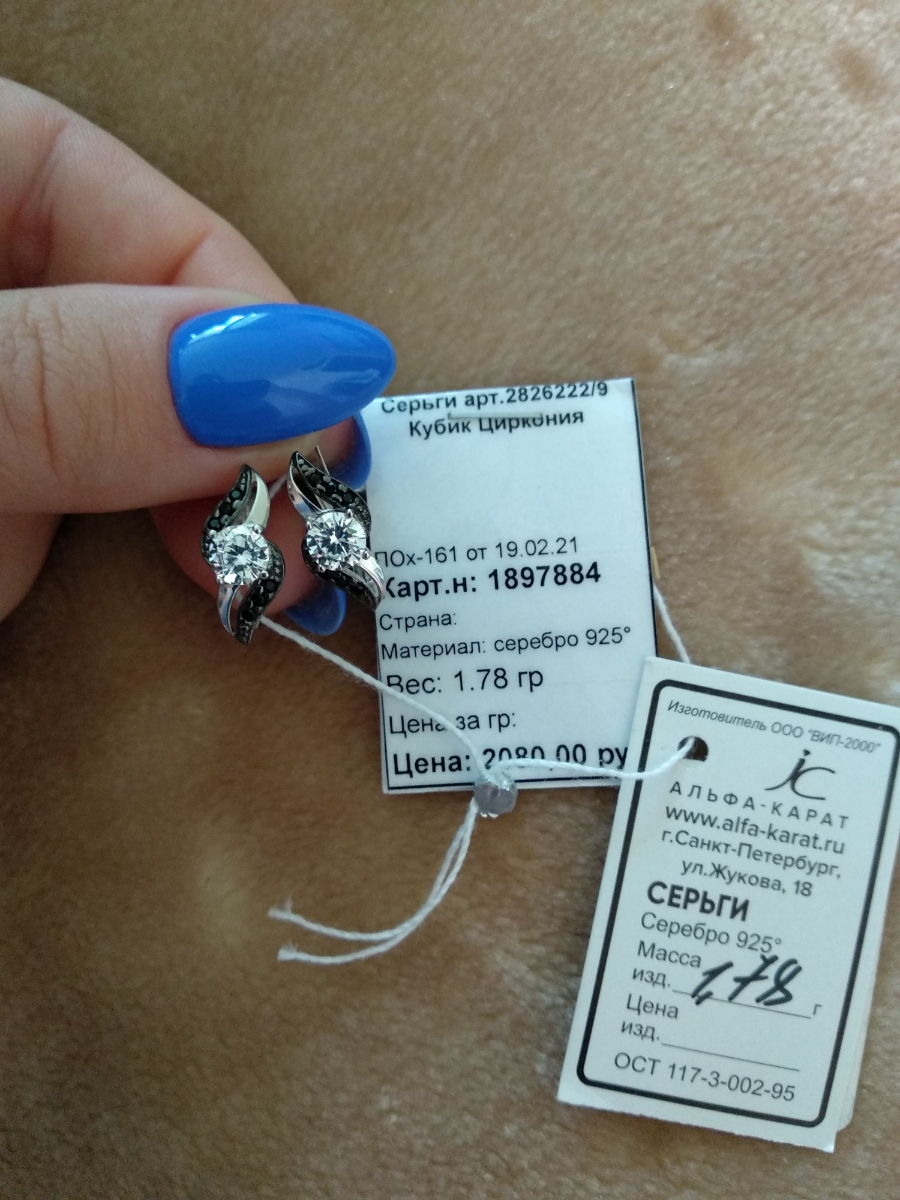 Серьги арт.2826222/9
Кубик Циркония
ПОх-161 от 19.02.21
Карт.н: 1897884
Страна:
Материал: серебро 925°
Вес: 1.78 гр
Цена за гр:
Цена: 2080.00 ру
Изготовитель ООО "ВИП-2000"
АЛЬФА-КАРАТ
www.alfa-karat.ru
г.Санкт-Петербург,
ул.Жукова, 18
СЕРЬГИ
Серебро 925°
Масса
изд. 1,78 г
Цена
изд.
ОСТ 117-3-002-95